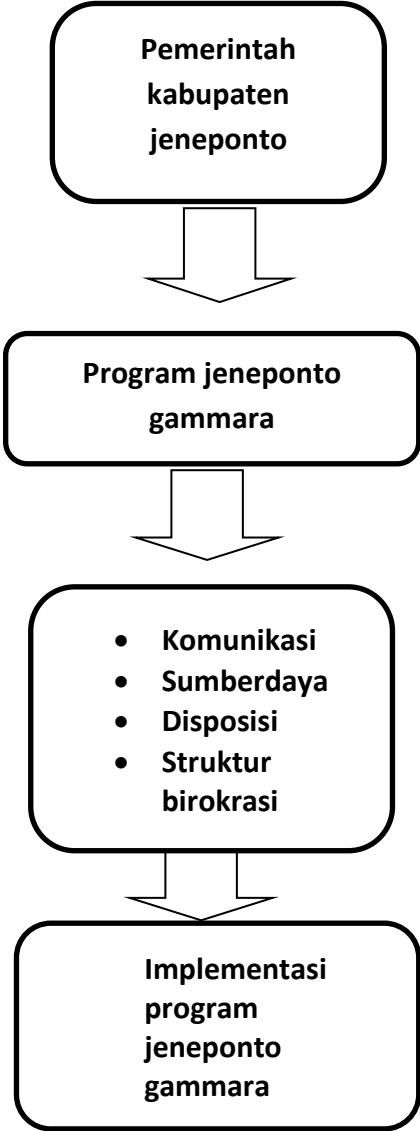 Pemerintah
kabupaten
jeneponto
Program jeneponto
gammara
• Komunikasi
• Sumberdaya
• Disposisi
• Struktur
birokrasi
Implementasi
program
jeneponto
gammara